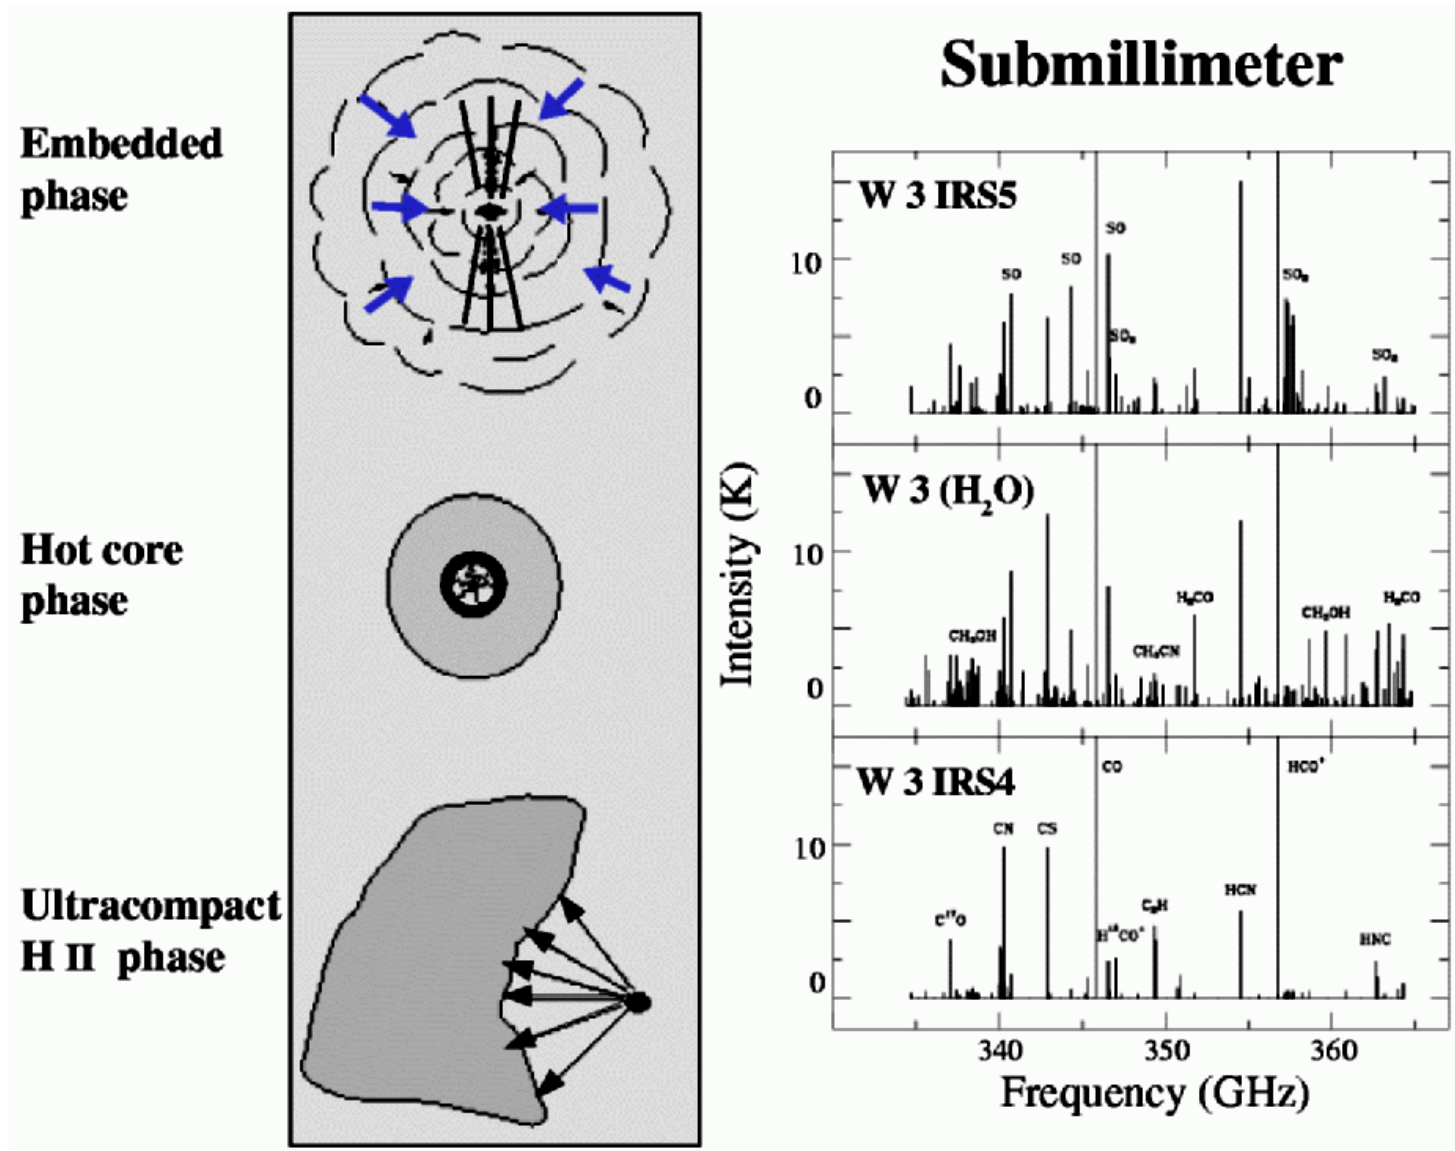 Submillimeter
Embedded
phase
Hot core
phase
Ultracompact
H II phase
Intensity (K)
W 3 IRS5
SO
SO
SO
SO₂
SO₂
SO₂
10
0
W 3 (H₂O)
CH₃OH
CH₃CN
H₂CO
CH₃OH
H₂CO
10
0
W 3 IRS4
CO
HCO⁺
CN
CS
C¹⁷O
H¹³CO⁺
C₂H
HCN
HNC
10
0
340
350
360
Frequency (GHz)